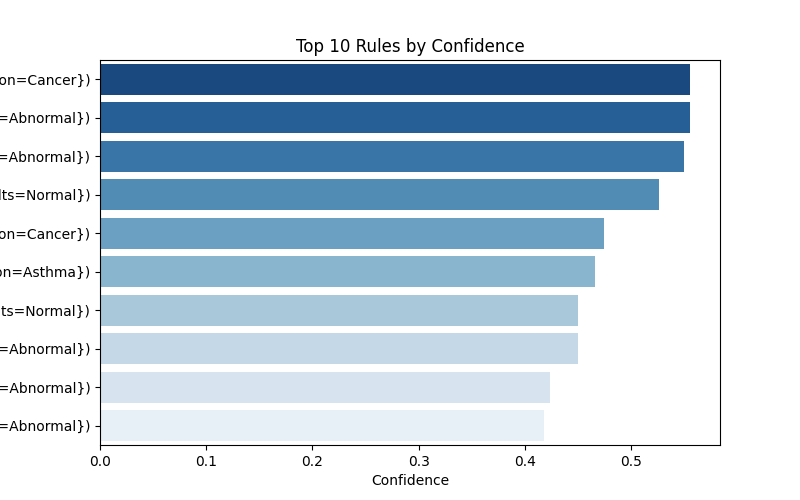 Top 10 Rules by Confidence
on=Cancer})
=Abnormal})
=Abnormal})
lts=Normal})
on=Cancer})
on=Asthma})
lts=Normal})
=Abnormal})
=Abnormal})
=Abnormal})
0.0 0.1 0.2 0.3 0.4 0.5
Confidence